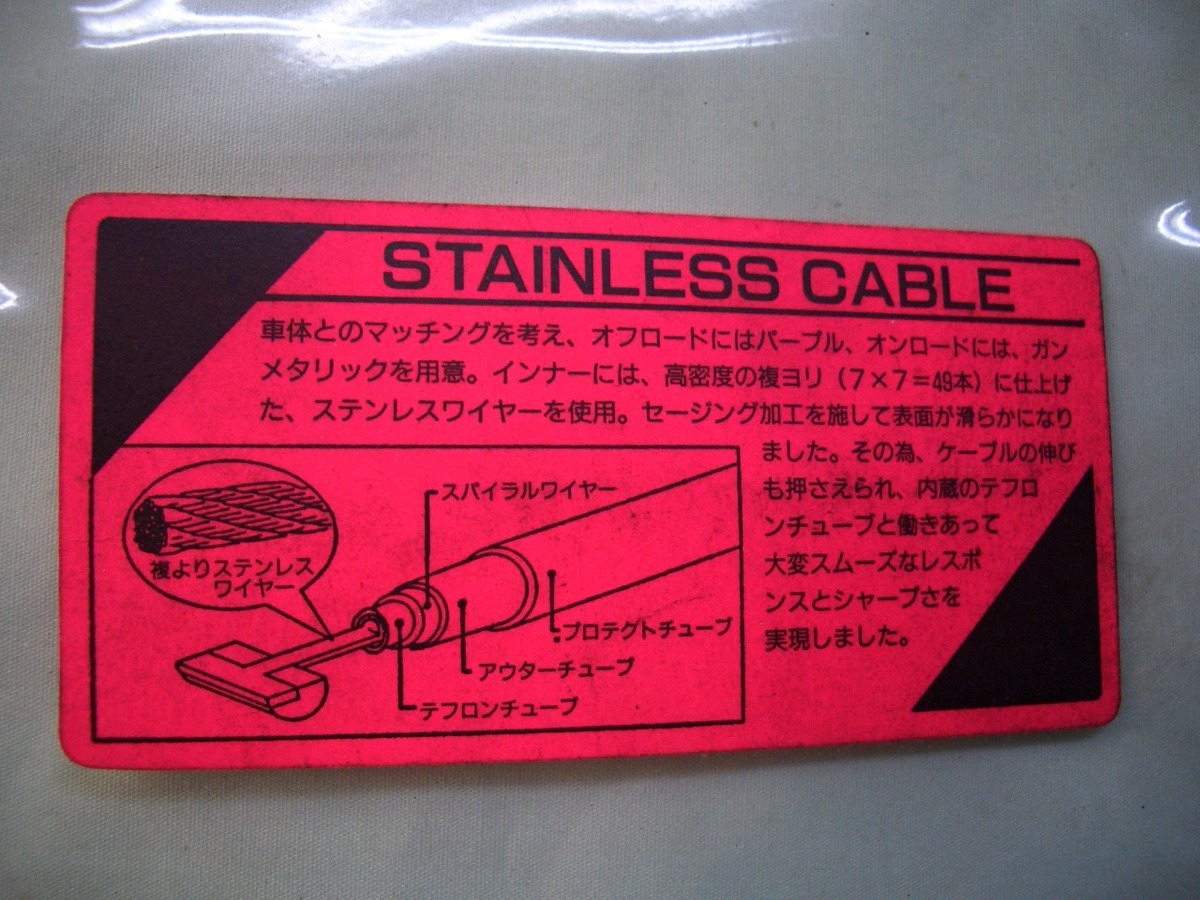 STAINLESS CABLE
車体とのマッチングを考え、オフロードにはパープル、オンロードには、ガン
メタリックを用意。インナーには、高密度の複ヨリ（7×7=49本）に仕上げ
た、ステンレスワイヤーを使用。セージング加工を施して表面が滑らかになり
ました。その為、ケーブルの伸び
も押さえられ、内蔵のテフロ
ンチューブと働きあって
大変スムーズなレスポ
ンスとシャープさを
実現しました。
スパイラルワイヤー
複よりステンレス
ワイヤー
プロテクトチューブ
アウターチューブ
テフロンチューブ